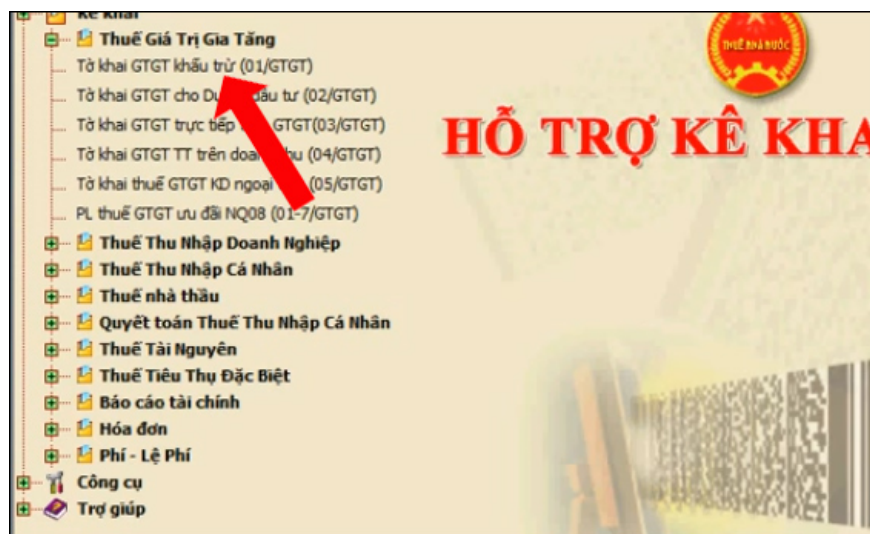 Kê khai
Thuế Giá Trị Gia Tăng
Tờ khai GTGT khấu trừ (01/GTGT)
Tờ khai GTGT cho Dự đầu tư (02/GTGT)
Tờ khai GTGT trực tiếp GTGT(03/GTGT)
Tờ khai GTGT TT trên doanh thu (04/GTGT)
Tờ khai thuế GTGT KD ngoại (05/GTGT)
PL thuế GTGT ưu đãi NQ08 (01-7/GTGT)
Thuế Thu Nhập Doanh Nghiệp
Thuế Thu Nhập Cá Nhân
Thuế nhà thầu
Quyết toán Thuế Thu Nhập Cá Nhân
Thuế Tài Nguyên
Thuế Tiêu Thụ Đặc Biệt
Báo cáo tài chính
Hóa đơn
Phí - Lệ Phí
Công cụ
Trợ giúp
THUẾ NHÀ NƯỚC
HỖ TRỢ KÊ KHA